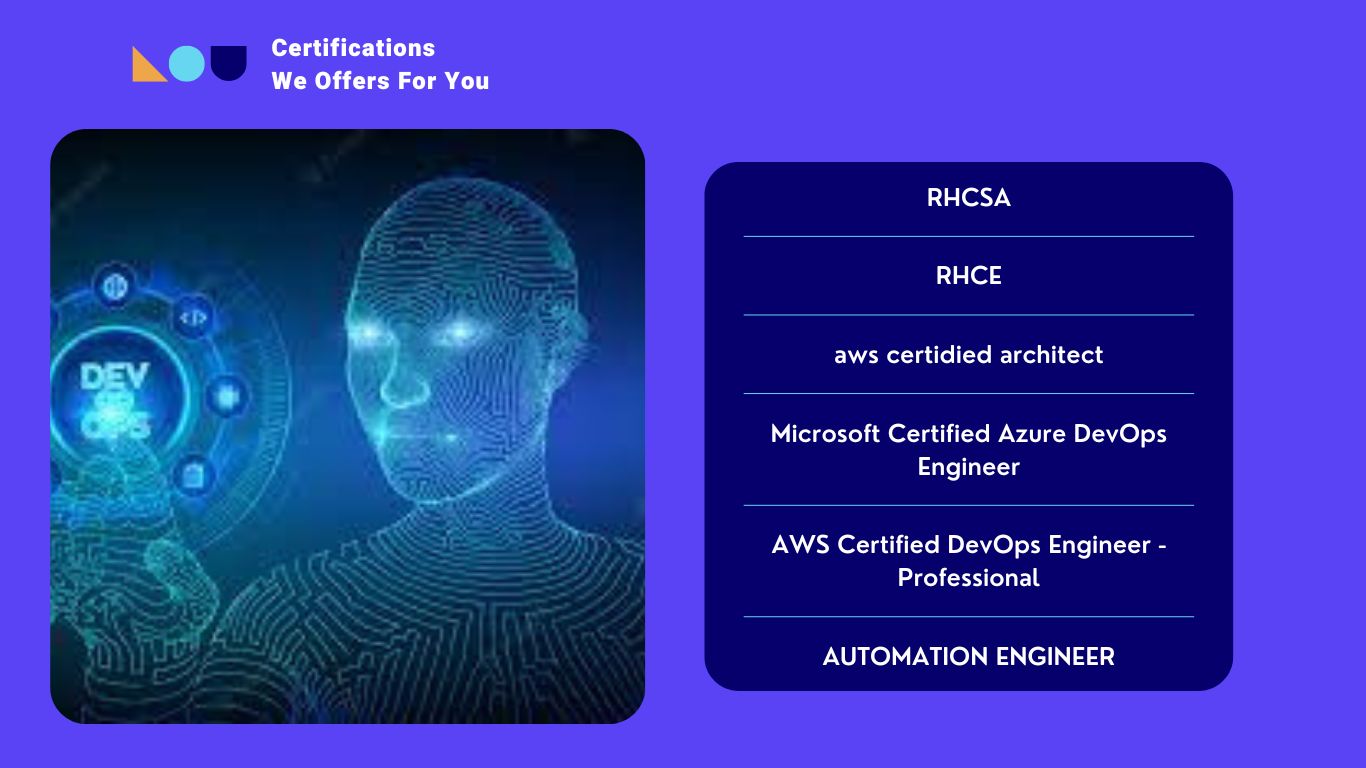 Certifications
We Offers For You
DEV
OPS
RHCSA
RHCE
aws certidied architect
Microsoft Certified Azure DevOps
Engineer
AWS Certified DevOps Engineer -
Professional
AUTOMATION ENGINEER